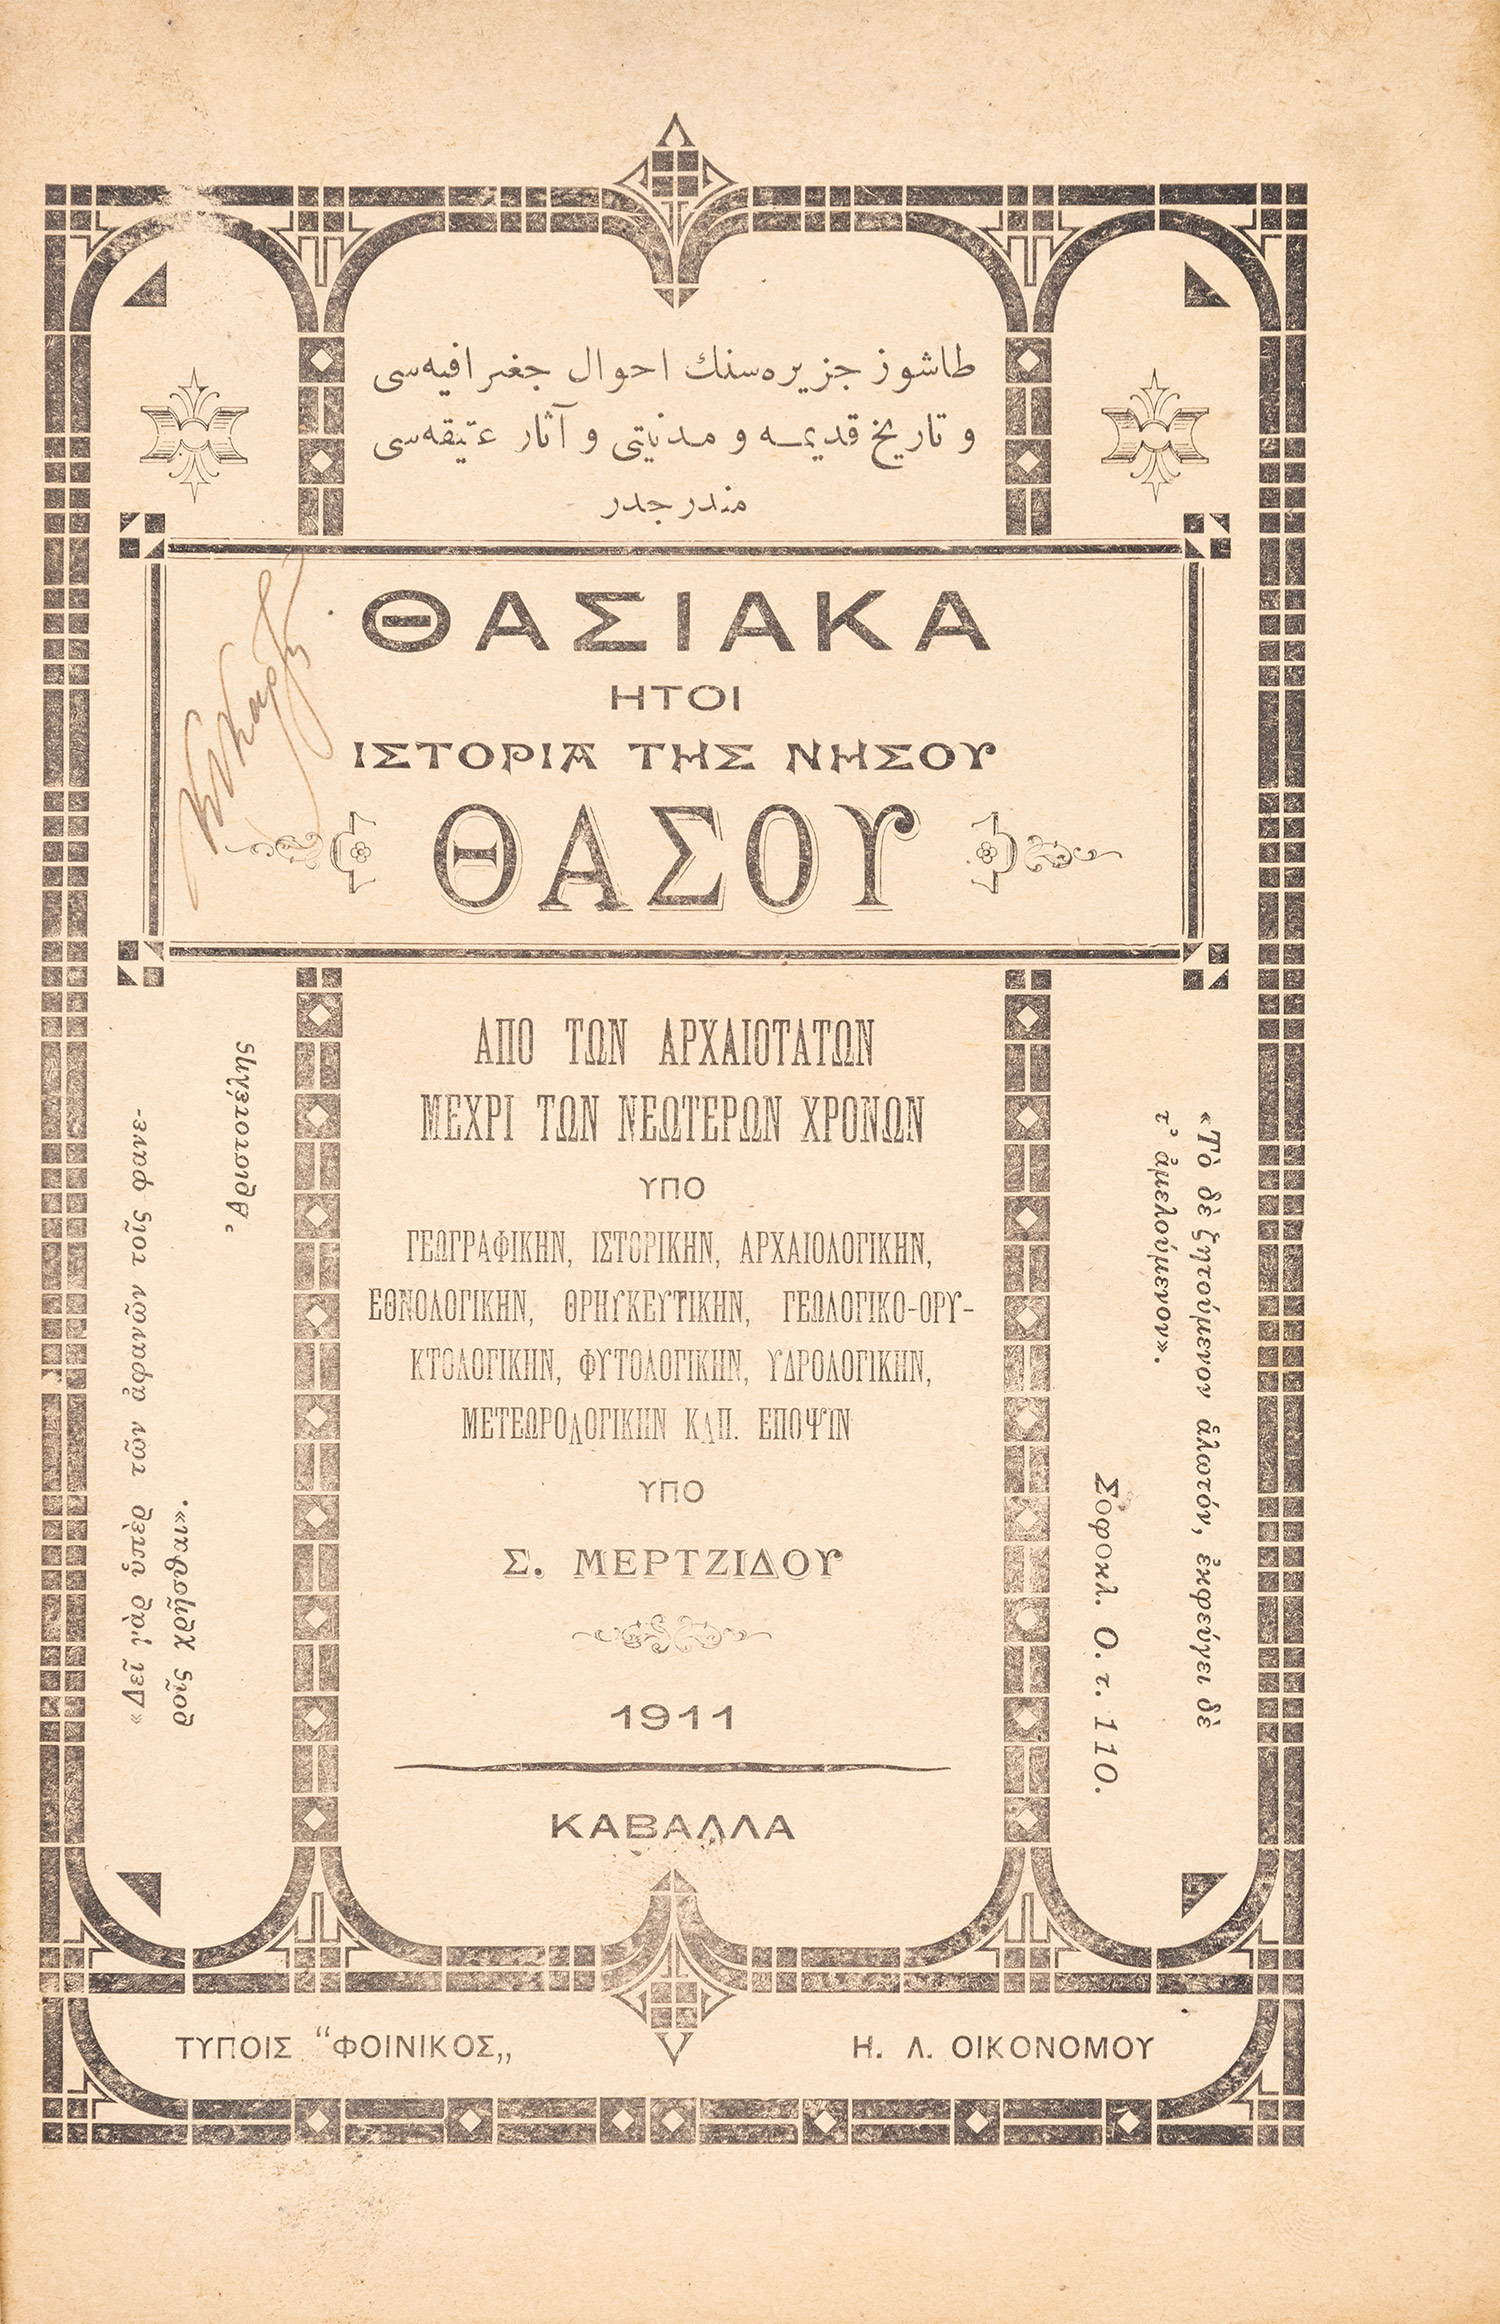 طاشوز جزیره‌سنك احوال جغرافیه‌سی
و تاریخ قدیمه و مدنیتی و آثار عتیقه‌سی
مندرجدر
ΘΑΣΙΑΚΑ
ΗΤΟΙ
ΙΣΤΟΡΙΑ ΤΗΣ ΝΗΣΟΥ
ΘΑΣΟΥ
ΑΠΟ ΤΩΝ ΑΡΧΑΙΟΤΑΤΩΝ
ΜΕΧΡΙ ΤΩΝ ΝΕΩΤΕΡΩΝ ΧΡΟΝΩΝ
ΥΠΟ
ΓΕΩΓΡΑΦΙΚΗΝ, ΙΣΤΟΡΙΚΗΝ, ΑΡΧΑΙΟΛΟΓΙΚΗΝ,
ΕΘΝΟΛΟΓΙΚΗΝ, ΘΡΗΥΚΕΥΤΙΚΗΝ, ΓΕΩΛΟΓΙΚΟ-ΟΡΥ-
ΚΤΟΛΟΓΙΚΗΝ, ΦΥΤΟΛΟΓΙΚΗΝ, ΥΔΡΟΛΟΓΙΚΗΝ,
ΜΕΤΕΩΡΟΛΟΓΙΚΗΝ ΚΛΠ. ΕΠΟΨΙΝ
ΥΠΟ
Σ. ΜΕΡΤΖΙΔΟΥ
1911
ΚΑΒΑΛΛΑ
«Δεῖ γὰρ ὑπὲρ τῶν ἀφανῶν τοῖς φανε-
ροῖς χρῆσθαι».
Ἀριστοτέλης
«Τὸ δὲ ζητούμενον ἁλωτόν, ἐκφεύγει δὲ
τ' ἀμελούμενον».
Σοφοκλ. Ο. τ. 110.
ΤΥΠΟΙΣ "ΦΟΙΝΙΚΟΣ„
Η. Λ. ΟΙΚΟΝΟΜΟΥ